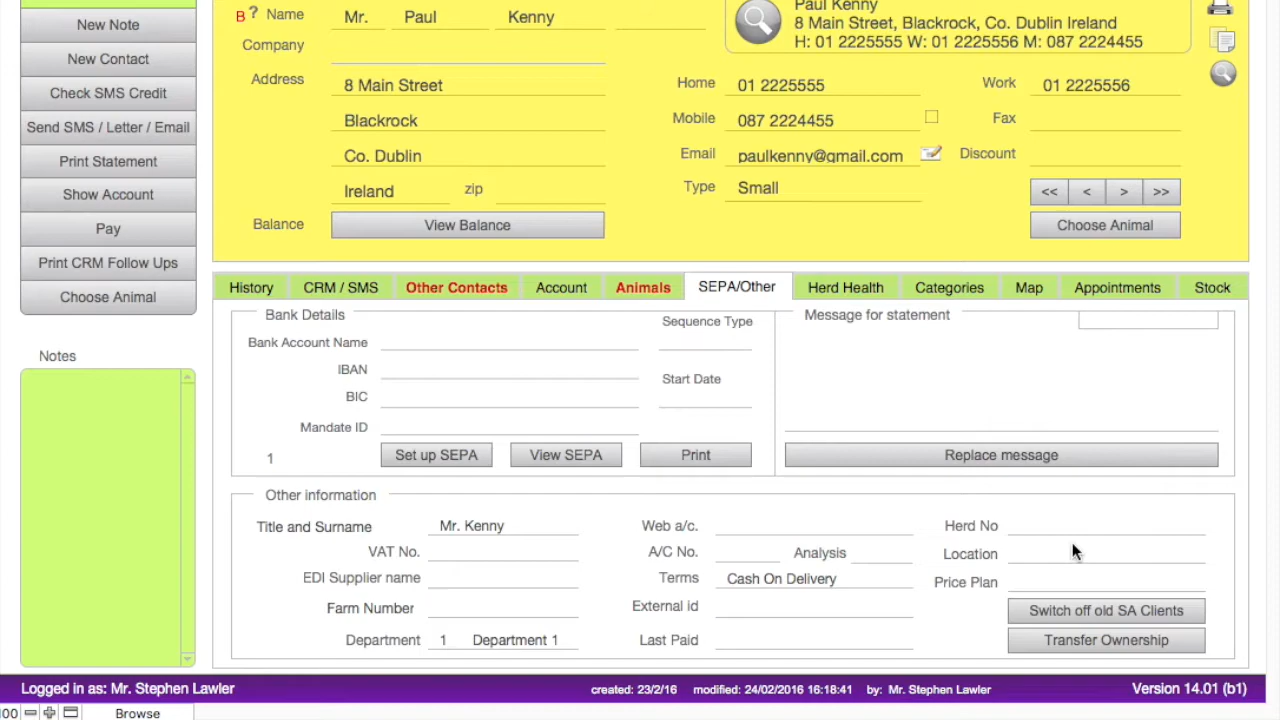 New Note
New Contact
Check SMS Credit
Send SMS / Letter / Email
Print Statement
Show Account
Pay
Print CRM Follow Ups
Choose Animal
Notes
B ? Name Mr. Paul Kenny
Company
Address 8 Main Street
Blackrock
Co. Dublin
Ireland zip
Balance View Balance
Paul Kenny
8 Main Street, Blackrock, Co. Dublin Ireland
H: 01 2225555 W: 01 2225556 M: 087 2224455
Home 01 2225555 Work 01 2225556
Mobile 087 2224455 Fax
Email paulkenny@gmail.com Discount
Type Small << < > >>
Choose Animal
History CRM / SMS Other Contacts Account Animals SEPA/Other Herd Health Categories Map Appointments Stock
Bank Details Sequence Type
Bank Account Name
IBAN Start Date
BIC
Mandate ID
1 Set up SEPA View SEPA Print
Message for statement
Replace message
Other information
Title and Surname Mr. Kenny Web a/c. Herd No
VAT No. A/C No. Analysis Location
EDI Supplier name Terms Cash On Delivery Price Plan
Farm Number External id Switch off old SA Clients
Department 1 Department 1 Last Paid Transfer Ownership
Logged in as: Mr. Stephen Lawler created: 23/2/16 modified: 24/02/2016 16:18:41 by: Mr. Stephen Lawler Version 14.01 (b1)
100 Browse